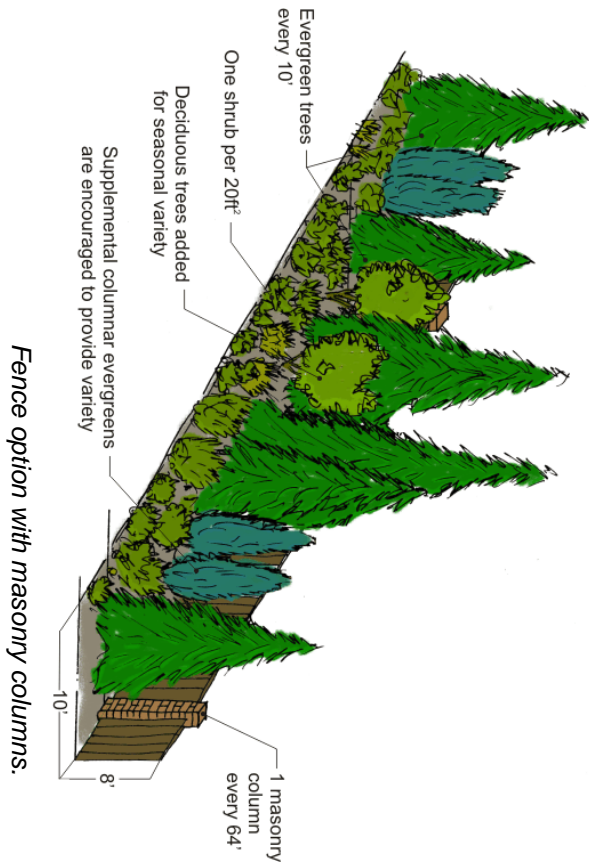 Evergreen trees
every 10'
One shrub per 20ft²
Deciduous trees added
for seasonal variety
Supplemental columnar evergreens
are encouraged to provide variety
1 masonry
column
every 64'
10'
8'
Fence option with masonry columns.